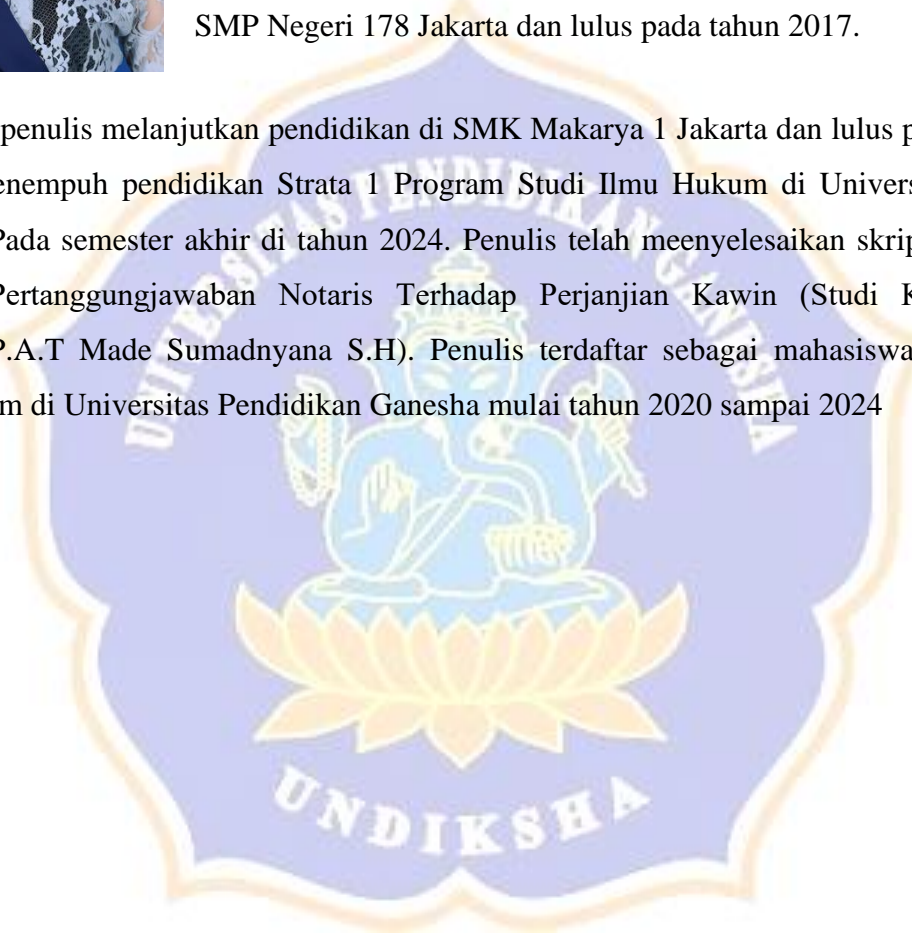 SMP Negeri 178 Jakarta dan lulus pada tahun 2017.
penulis melanjutkan pendidikan di SMK Makarya 1 Jakarta dan lulus p
enempuh pendidikan Strata 1 Program Studi Ilmu Hukum di Univers
Pada semester akhir di tahun 2024. Penulis telah meenyelesaikan skrip
Pertanggungjawaban Notaris Terhadap Perjanjian Kawin (Studi K
P.A.T Made Sumadnyana S.H). Penulis terdaftar sebagai mahasiswa
m di Universitas Pendidikan Ganesha mulai tahun 2020 sampai 2024
UNIVERSITAS PENDIDIKAN GANESHA
UNDIKSHA